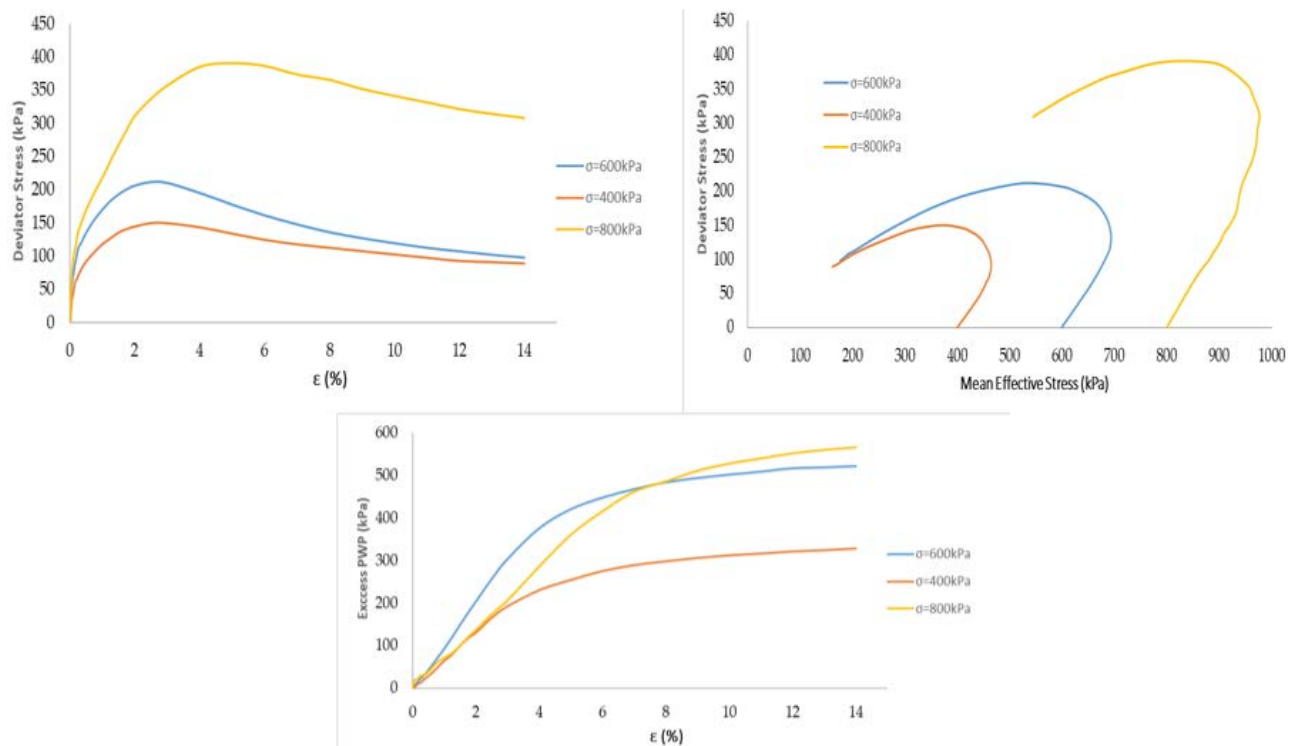 450
400
350
300
250
200
150
100
50
0
Deviator Stress (kPa)
0 2 4 6 8 10 12 14
ε (%)
σ=600kPa
σ=400kPa
σ=800kPa
450
400
350
300
250
200
150
100
50
0
Deviator Stress (kPa)
0 100 200 300 400 500 600 700 800 900 1000
Mean Effective Stress (kPa)
σ=600kPa
σ=400kPa
σ=800kPa
600
500
400
300
200
100
0
Exccess PWP (kPa)
0 2 4 6 8 10 12 14
ε (%)
σ=600kPa
σ=400kPa
σ=800kPa